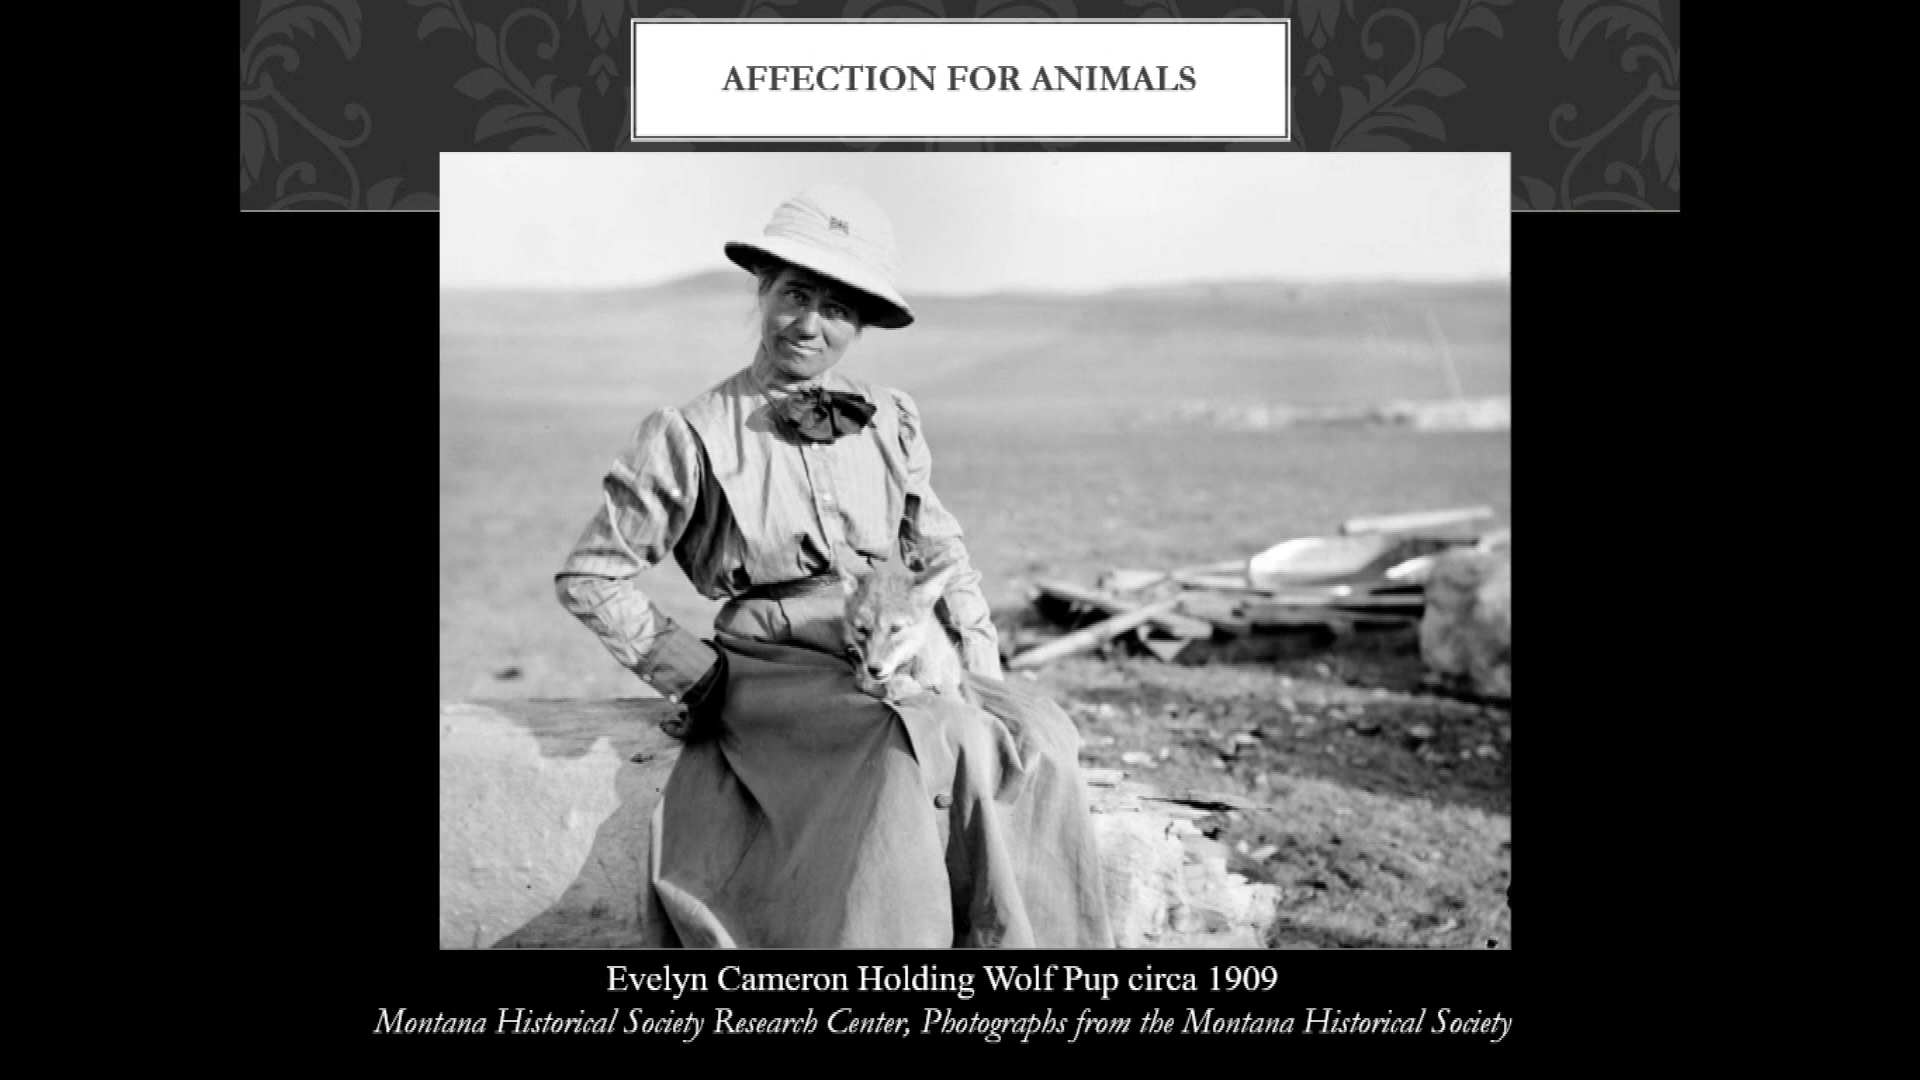 AFFECTION FOR ANIMALS
Evelyn Cameron Holding Wolf Pup circa 1909
Montana Historical Society Research Center, Photographs from the Montana Historical Society